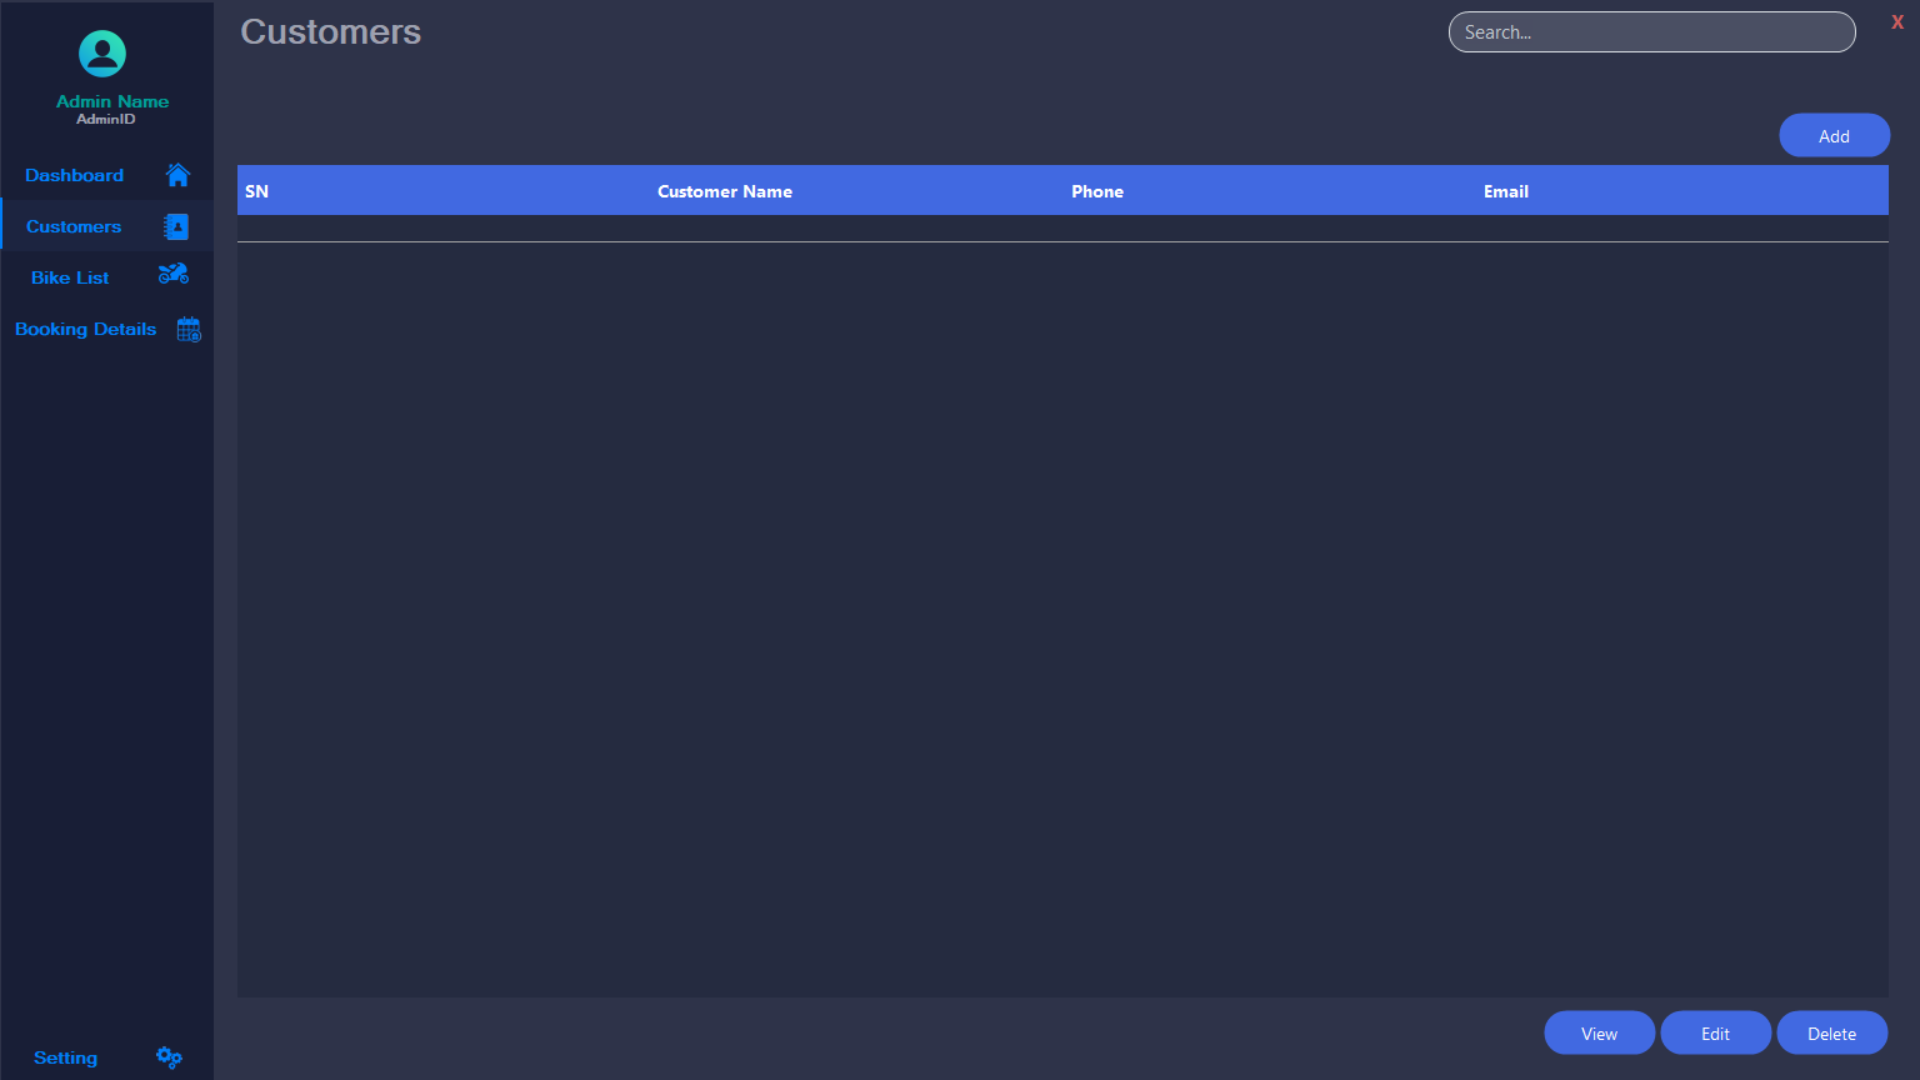 Admin Name
AdminID
Dashboard
Customers
Bike List
Booking Details
Setting
Customers
Search...
X
Add
SN Customer Name Phone Email
View Edit Delete